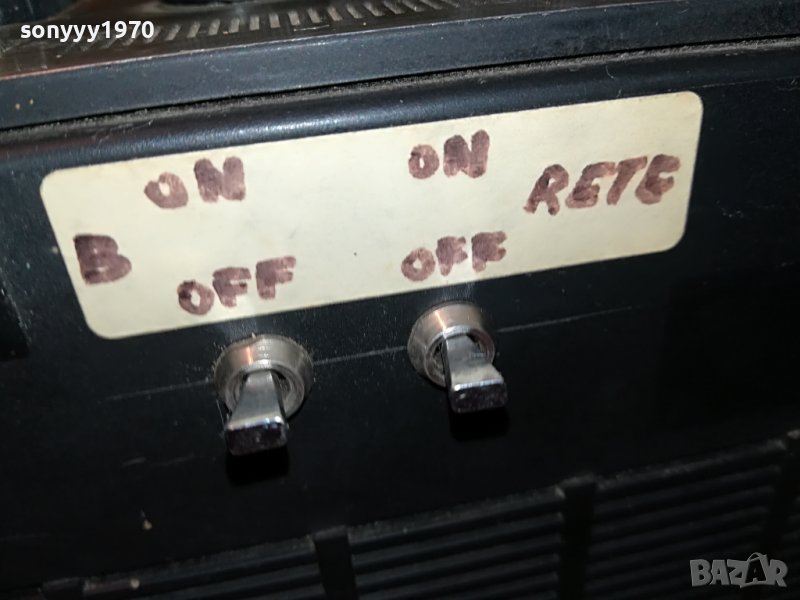 sonyyy1970
ON ON RETE
B
OFF OFF
BAZAR